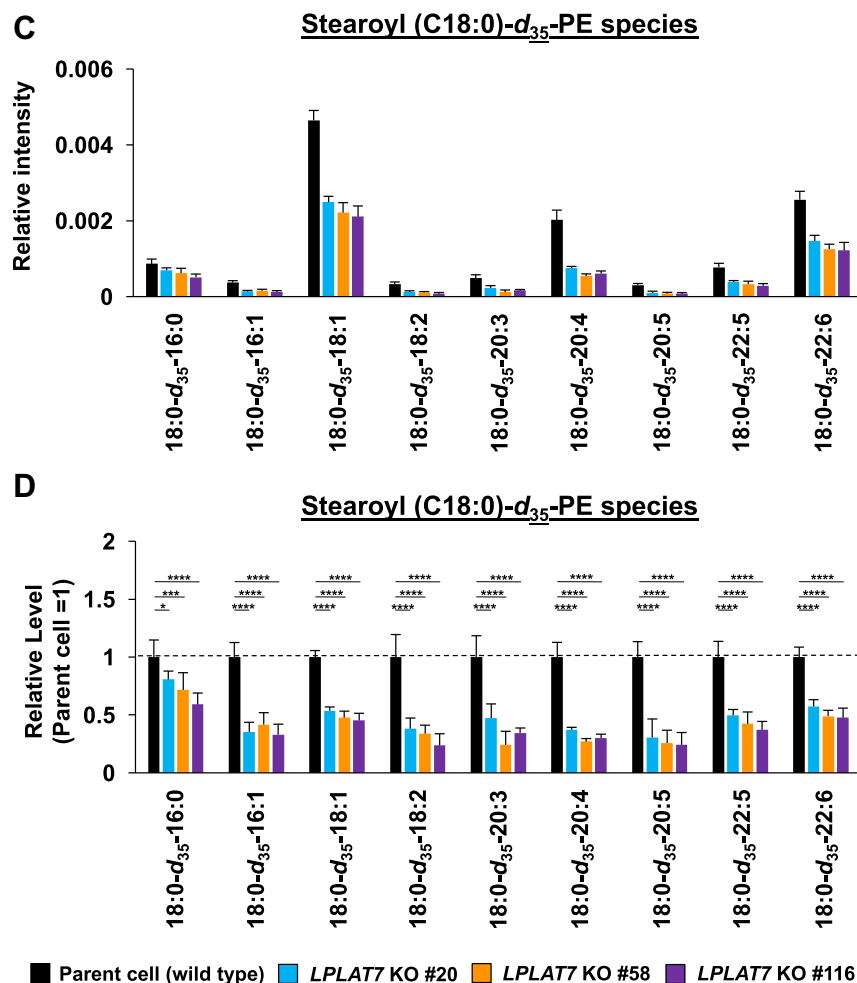 C
Stearoyl (C18:0)-d35-PE species
Relative intensity
0.006
0.004
0.002
0
18:0-d35-16:0
18:0-d35-16:1
18:0-d35-18:1
18:0-d35-18:2
18:0-d35-20:3
18:0-d35-20:4
18:0-d35-20:5
18:0-d35-22:5
18:0-d35-22:6
D
Stearoyl (C18:0)-d35-PE species
Relative Level
(Parent cell =1)
2
1.5
1
0.5
0
**** **** **** **** **** **** **** **** ****
*** **** **** **** **** **** **** **** ****
* **** **** **** **** **** **** **** ****
18:0-d35-16:0
18:0-d35-16:1
18:0-d35-18:1
18:0-d35-18:2
18:0-d35-20:3
18:0-d35-20:4
18:0-d35-20:5
18:0-d35-22:5
18:0-d35-22:6
Parent cell (wild type) LPLAT7 KO #20 LPLAT7 KO #58 LPLAT7 KO #116